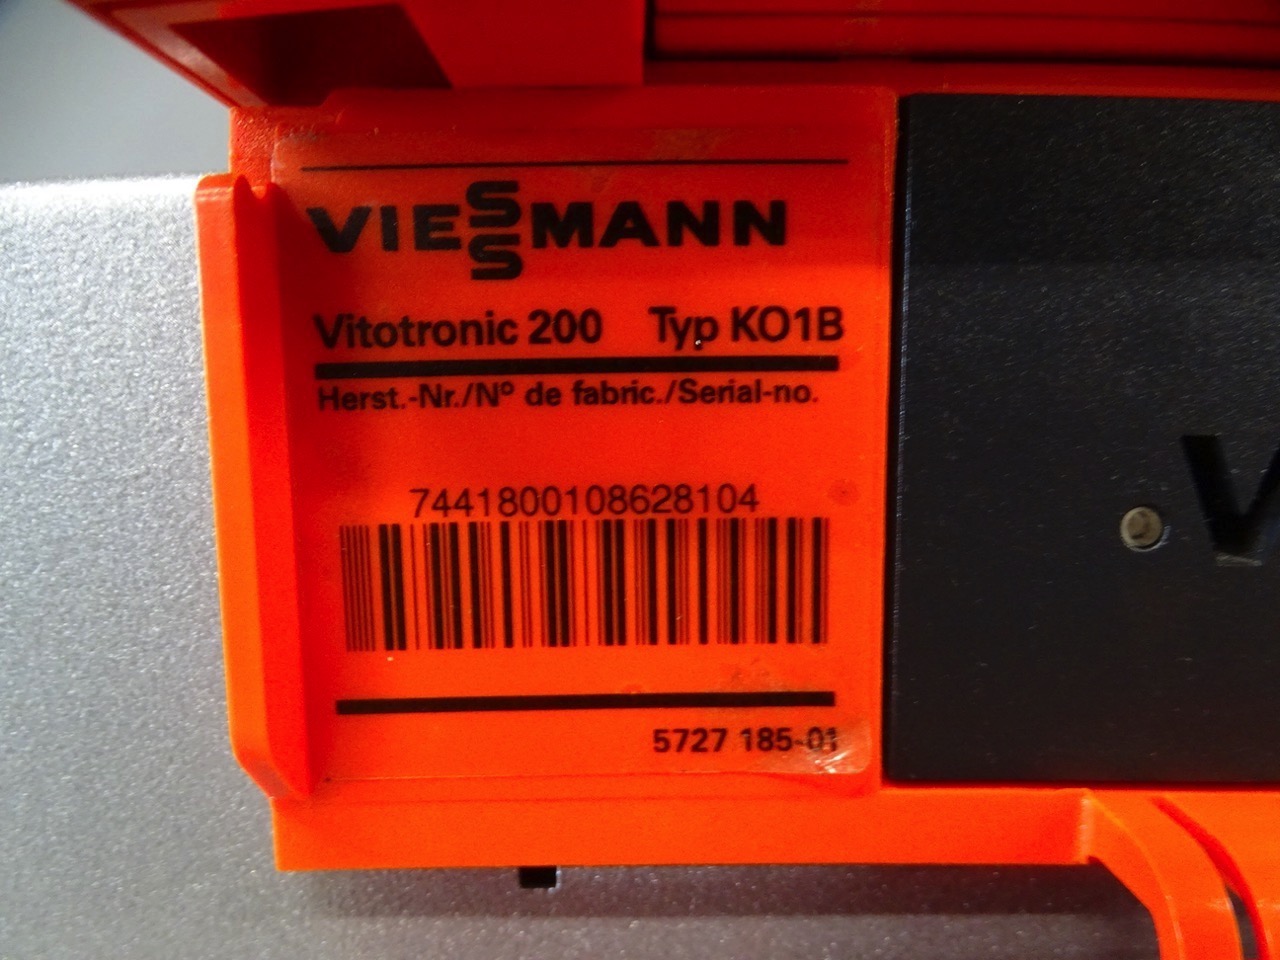 VIESSMANN
Vitotronic 200 Typ KO1B
Herst.-Nr./Nº de fabric./Serial-no.
7441800108628104
5727 185-01
V